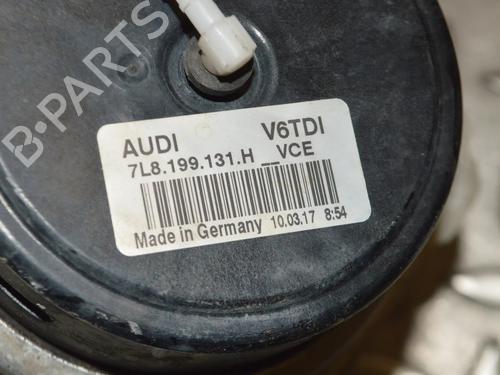 B-PARTS
AUDI V6TDI
7L8.199.131.H __VCE
Made in Germany 10.03.17 8:54